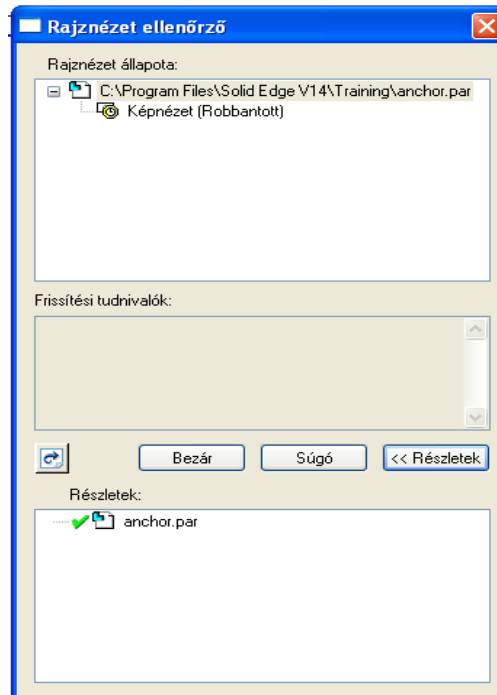 Rajznézet ellenőrző
Rajznézet állapota:
C:\Program Files\Solid Edge V14\Training\anchor.par
Képnézet (Robbantott)
Frissítési tudnivalók:
Bezár
Súgó
<< Részletek
Részletek:
anchor.par